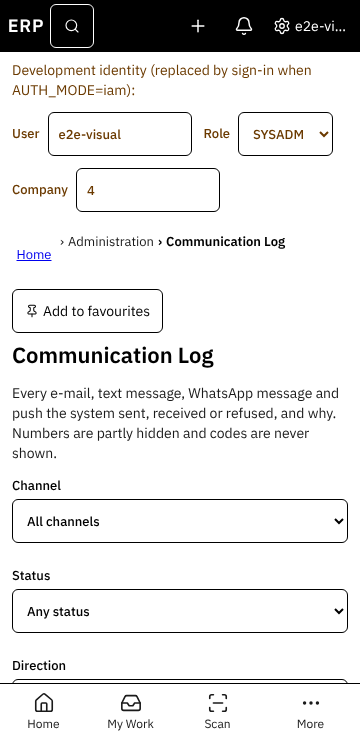 ERP
e2e-vi...
Development identity (replaced by sign-in when
AUTH_MODE=iam):
User
e2e-visual
Role
SYSADM
Company
4
Home
› Administration › Communication Log
Add to favourites
Communication Log
Every e-mail, text message, WhatsApp message and
push the system sent, received or refused, and why.
Numbers are partly hidden and codes are never
shown.
Channel
All channels
Status
Any status
Direction
Home
My Work
Scan
More